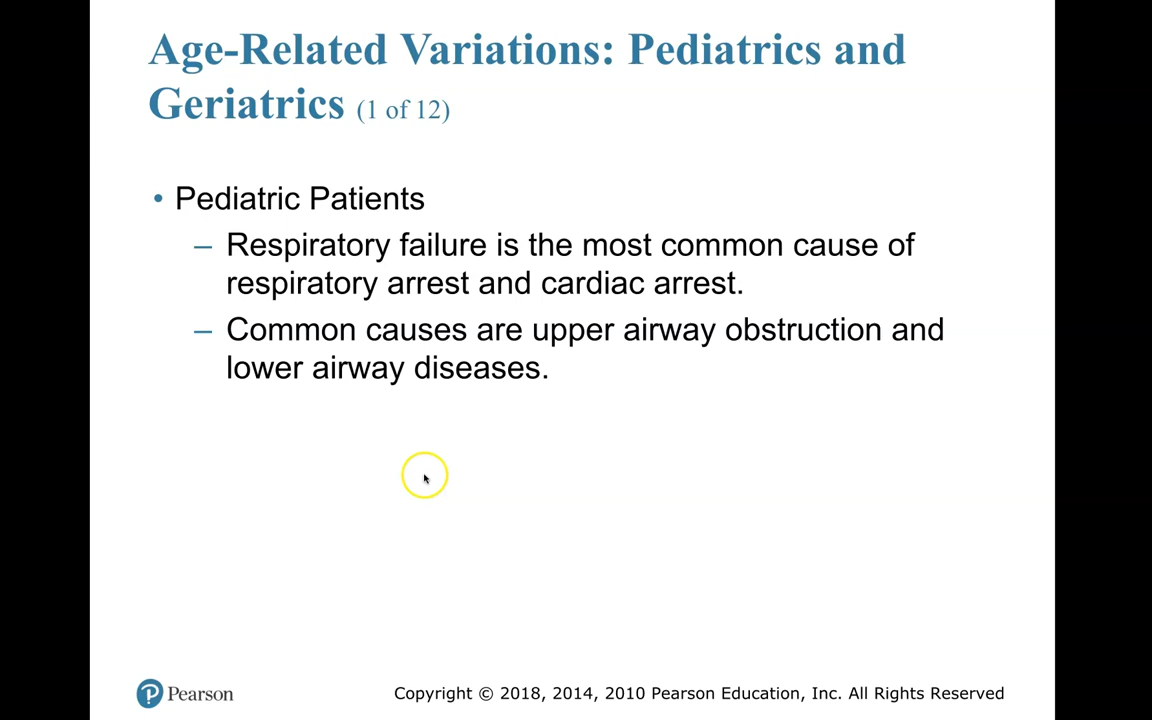 Age-Related Variations: Pediatrics and
Geriatrics (1 of 12)
• Pediatric Patients
– Respiratory failure is the most common cause of
respiratory arrest and cardiac arrest.
– Common causes are upper airway obstruction and
lower airway diseases.
Pearson
Copyright © 2018, 2014, 2010 Pearson Education, Inc. All Rights Reserved